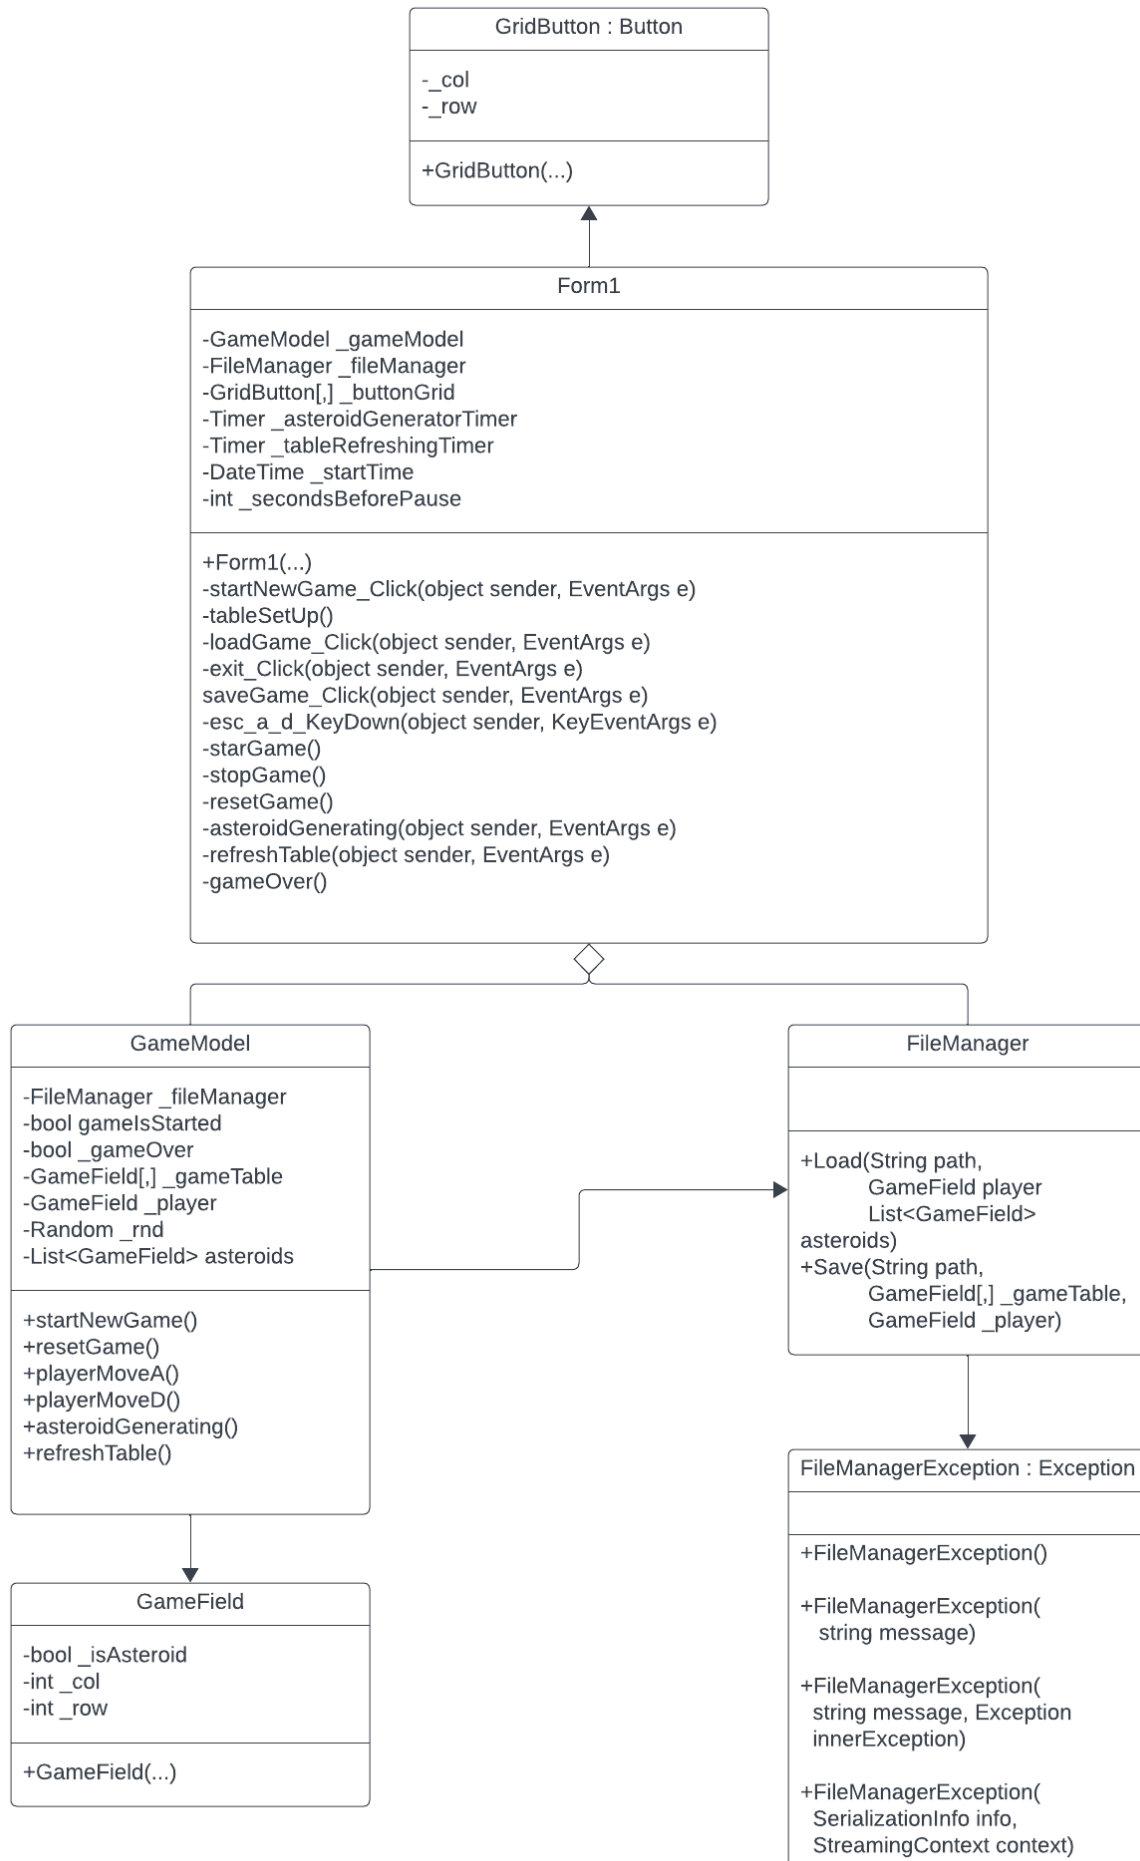 GridButton : Button
-_col
-_row
+GridButton(...)
Form1
-GameModel _gameModel
-FileManager _fileManager
-GridButton[,] _buttonGrid
-Timer _asteroidGeneratorTimer
-Timer _tableRefreshingTimer
-DateTime _startTime
-int _secondsBeforePause
+Form1(...)
-startNewGame_Click(object sender, EventArgs e)
-tableSetUp()
-loadGame_Click(object sender, EventArgs e)
-exit_Click(object sender, EventArgs e)
saveGame_Click(object sender, EventArgs e)
-esc_a_d_KeyDown(object sender, KeyEventArgs e)
-starGame()
-stopGame()
-resetGame()
-asteroidGenerating(object sender, EventArgs e)
-refreshTable(object sender, EventArgs e)
-gameOver()
GameModel
-FileManager _fileManager
-bool gameIsStarted
-bool _gameOver
-GameField[,] _gameTable
-GameField _player
-Random _rnd
-List<GameField> asteroids
+startNewGame()
+resetGame()
+playerMoveA()
+playerMoveD()
+asteroidGenerating()
+refreshTable()
FileManager
+Load(String path,
GameField player
List<GameField>
asteroids)
+Save(String path,
GameField[,] _gameTable,
GameField _player)
GameField
-bool _isAsteroid
-int _col
-int _row
+GameField(...)
FileManagerException : Exception
+FileManagerException()
+FileManagerException(
string message)
+FileManagerException(
string message, Exception
innerException)
+FileManagerException(
SerializationInfo info,
StreamingContext context)